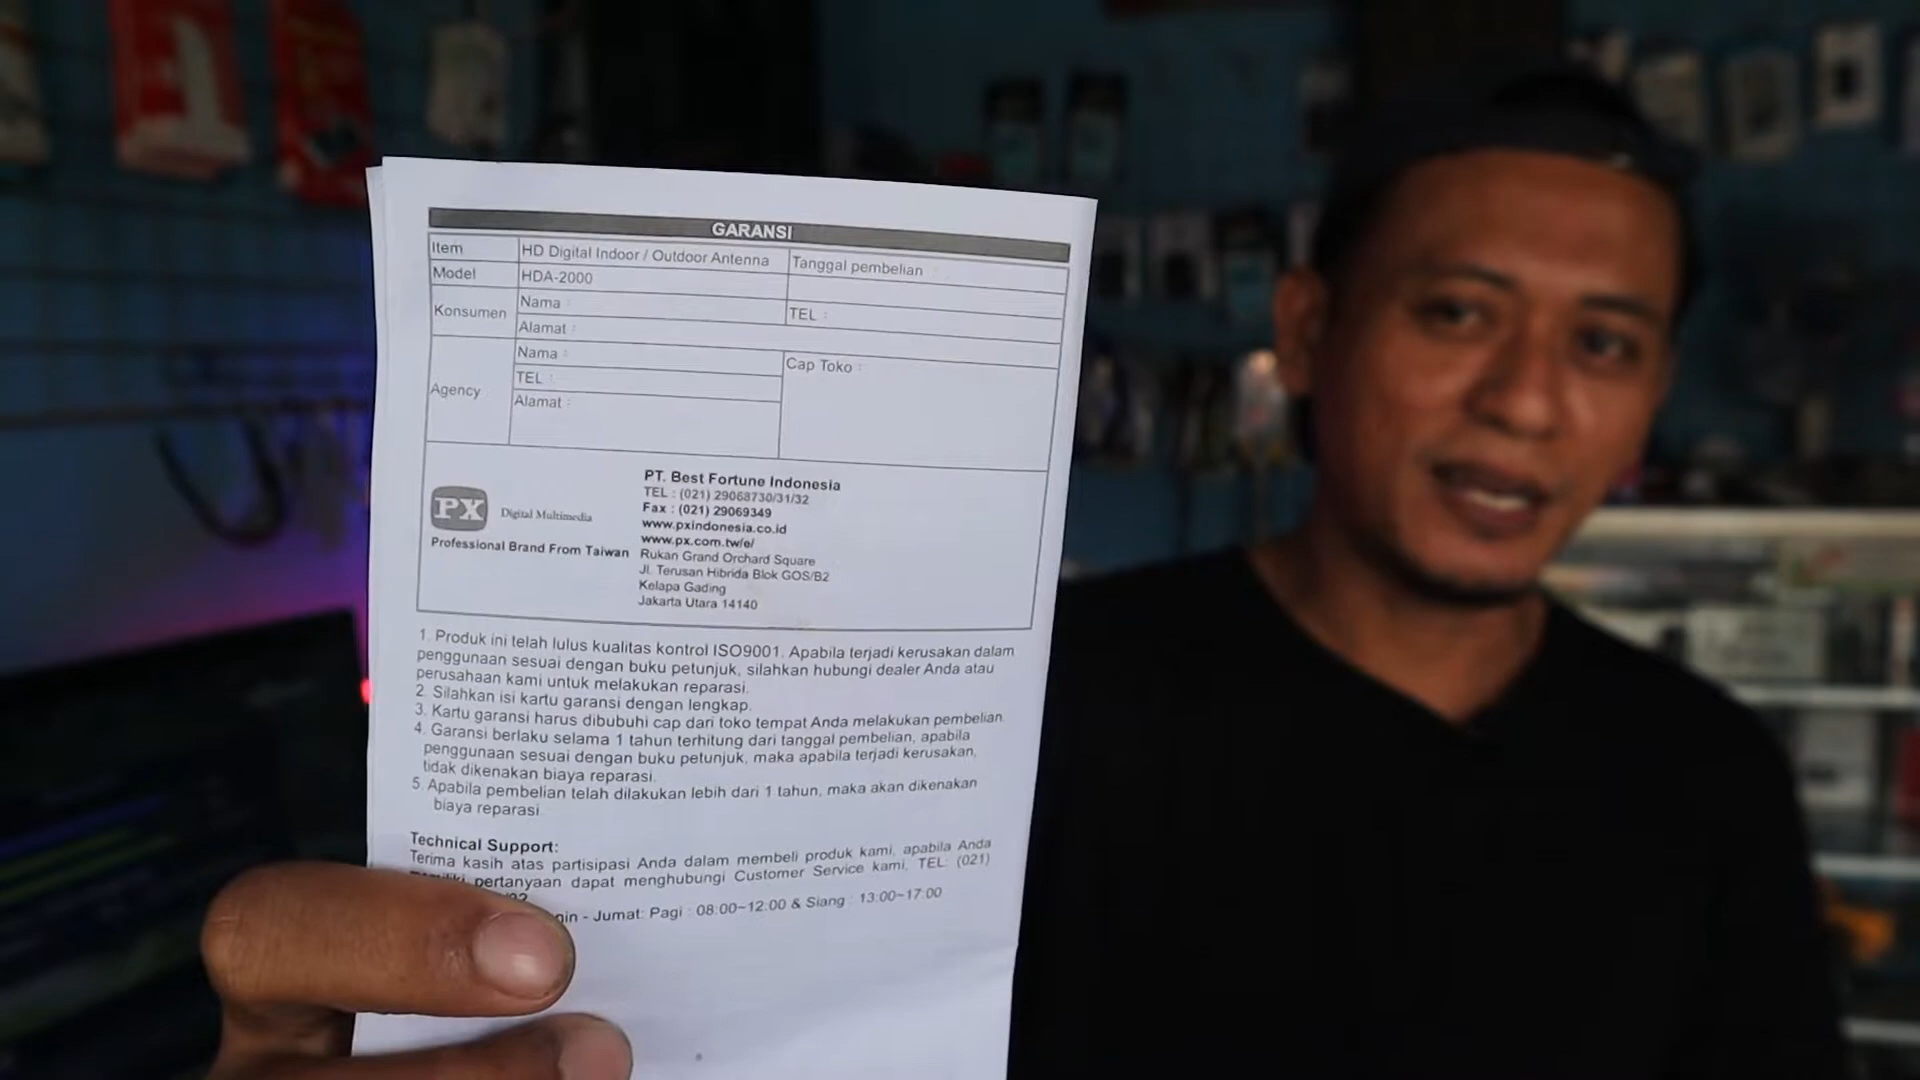 GARANSI
Item HD Digital Indoor / Outdoor Antenna Tanggal pembelian :
Model HDA-2000
Konsumen Nama : TEL :
Alamat :
Agency Nama : Cap Toko :
TEL :
Alamat :
PX Digital Multimedia
Professional Brand From Taiwan
PT. Best Fortune Indonesia
TEL : (021) 29068730/31/32
Fax : (021) 29069349
www.pxindonesia.co.id
www.px.com.tw/e/
Rukan Grand Orchard Square
Jl. Terusan Hibrida Blok GOS/B2
Kelapa Gading
Jakarta Utara 14140
1. Produk ini telah lulus kualitas kontrol ISO9001. Apabila terjadi kerusakan dalam
penggunaan sesuai dengan buku petunjuk, silahkan hubungi dealer Anda atau
perusahaan kami untuk melakukan reparasi.
2. Silahkan isi kartu garansi dengan lengkap.
3. Kartu garansi harus dibubuhi cap dari toko tempat Anda melakukan pembelian.
4. Garansi berlaku selama 1 tahun terhitung dari tanggal pembelian, apabila
penggunaan sesuai dengan buku petunjuk, maka apabila terjadi kerusakan,
tidak dikenakan biaya reparasi.
5. Apabila pembelian telah dilakukan lebih dari 1 tahun, maka akan dikenakan
biaya reparasi.
Technical Support:
Terima kasih atas partisipasi Anda dalam membeli produk kami, apabila Anda
pertanyaan dapat menghubungi Customer Service kami, TEL: (021)
- Jumat: Pagi : 08:00~12:00 & Siang : 13:00~17:00